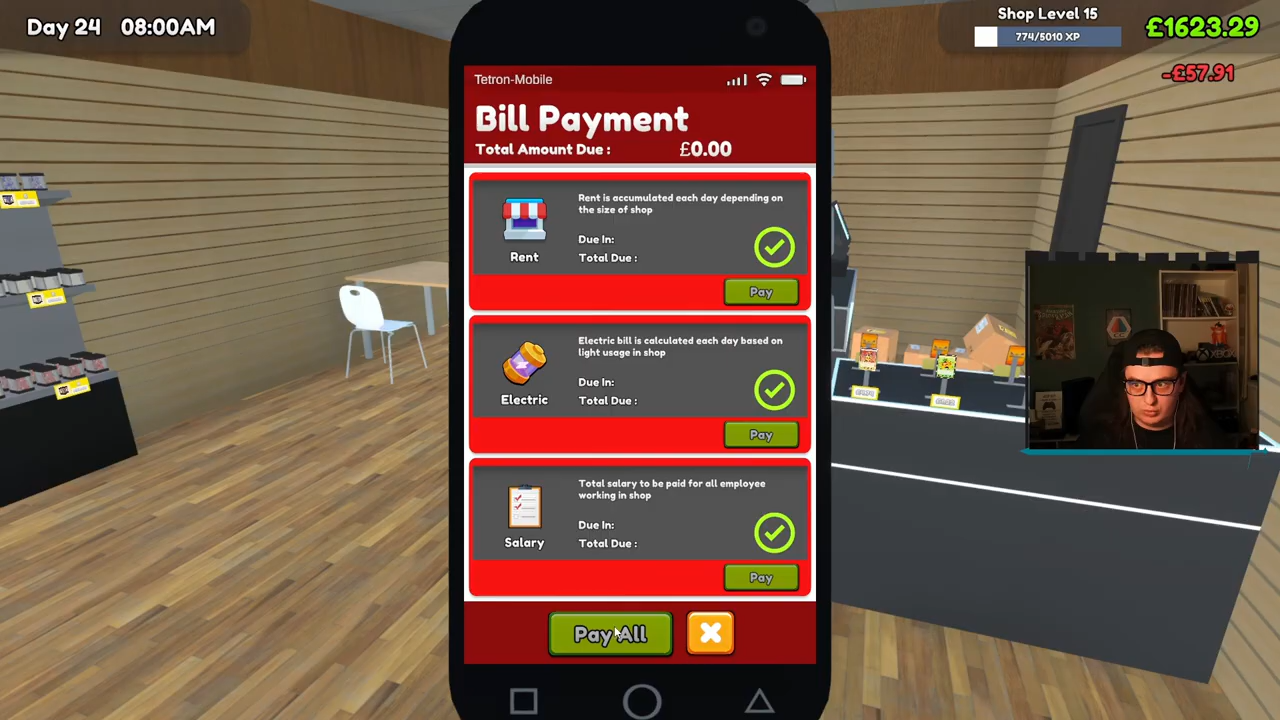 Day 24 08:00AM
Shop Level 15
774/5010 XP
£1623.29
-£57.91
Tetron-Mobile
Bill Payment
Total Amount Due : £0.00
Rent is accumulated each day depending on
the size of shop
Due In:
Total Due :
Rent
Pay
Electric bill is calculated each day based on
light usage in shop
Due In:
Total Due :
Electric
Pay
Total salary to be paid for all employee
working in shop
Due In:
Total Due :
Salary
Pay
Pay All